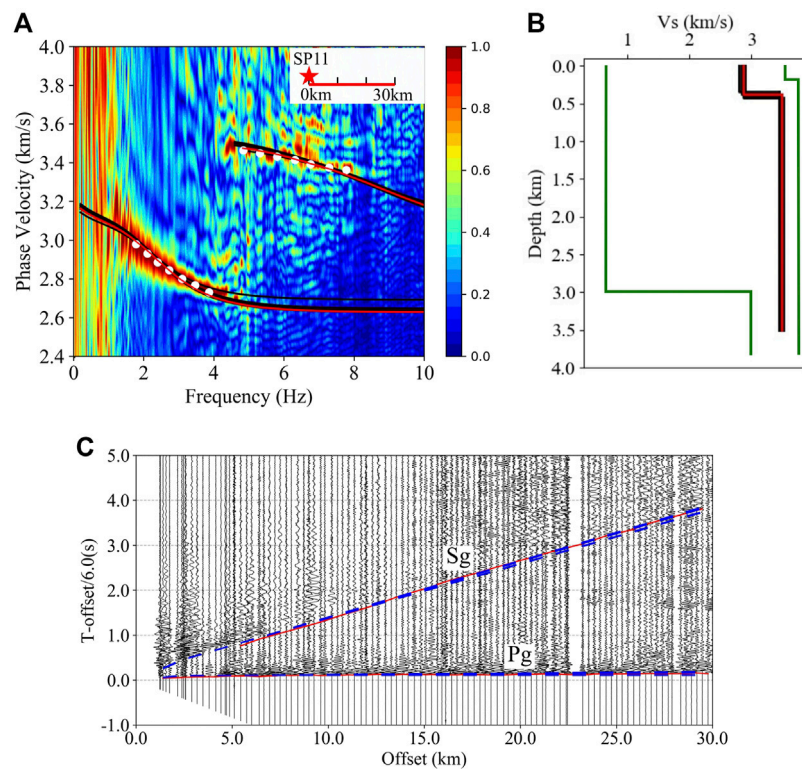 A
4.0
3.8
3.6
3.4
3.2
3.0
2.8
2.6
2.4
Phase Velocity (km/s)
0
2
4
6
8
10
Frequency (Hz)
SP11
0km 30km
1.0
0.8
0.6
0.4
0.2
0.0
B
Vs (km/s)
1 2 3
0.0
0.5
1.0
1.5
2.0
2.5
3.0
3.5
4.0
Depth (km)
C
5.0
4.0
3.0
2.0
1.0
0.0
-1.0
T-offset/6.0(s)
Sg
Pg
0.0 5.0 10.0 15.0 20.0 25.0 30.0
Offset (km)